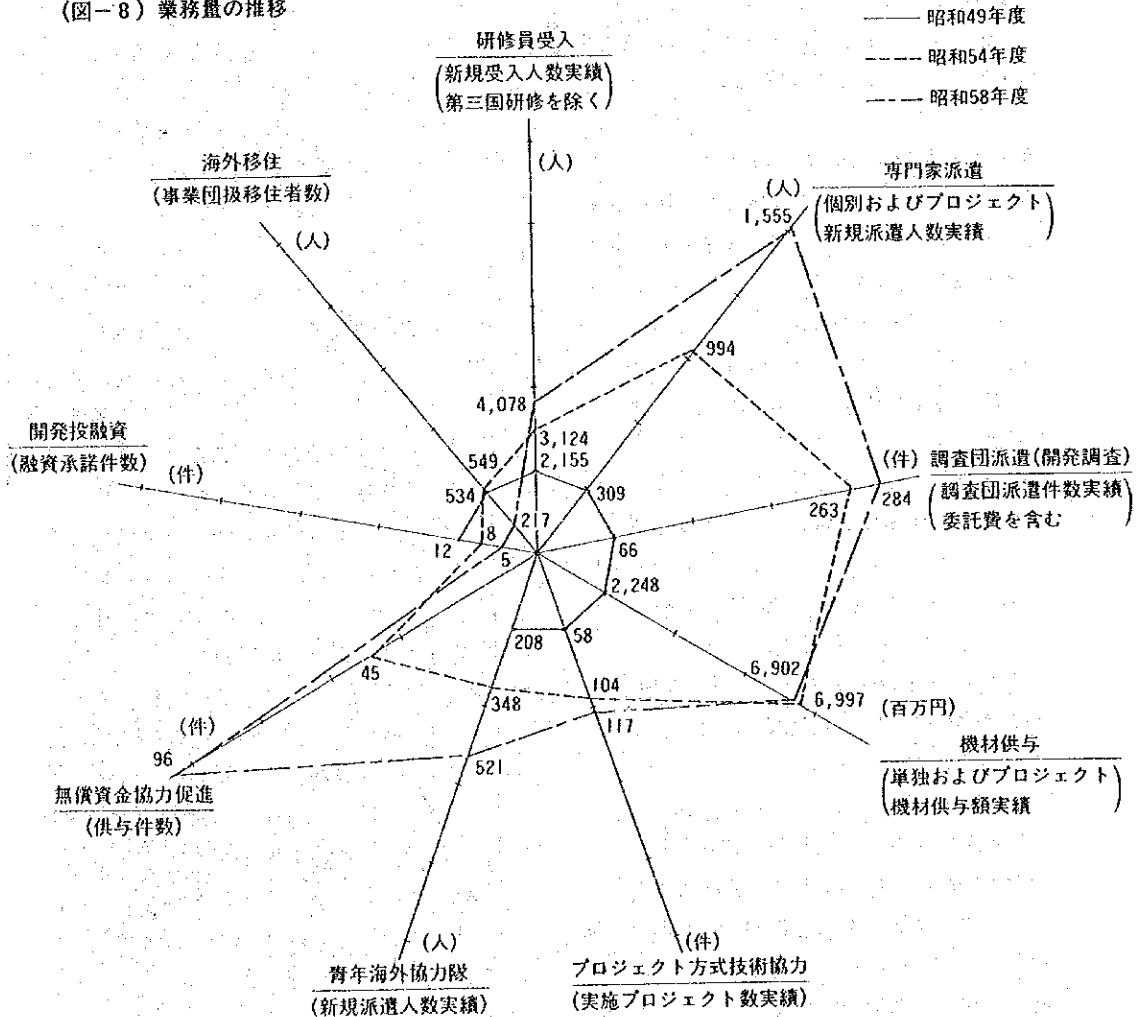 (図－8) 業務量の推移
昭和49年度
昭和54年度
昭和58年度
研修員受入
(新規受入人数実績
第三国研修を除く)
(人)
専門家派遣
(個別およびプロジェクト
新規派遣人数実績)
(人)
1,555
994
309
調査団派遣(開発調査)
(調査団派遣件数実績
委託費を含む)
(件)
284
263
66
機材供与
(単独およびプロジェクト
機材供与額実績)
(百万円)
6,902
6,997
2,248
プロジェクト方式技術協力
(実施プロジェクト数実績)
(件)
58
104
117
青年海外協力隊
(新規派遣人数実績)
(人)
208
348
521
無償資金協力促進
(供与件数)
(件)
96
45
開発投融資
(融資承諾件数)
(件)
12
8
5
海外移住
(事業団扱移住者数)
(人)
549
534
217
4,078
3,124
2,155